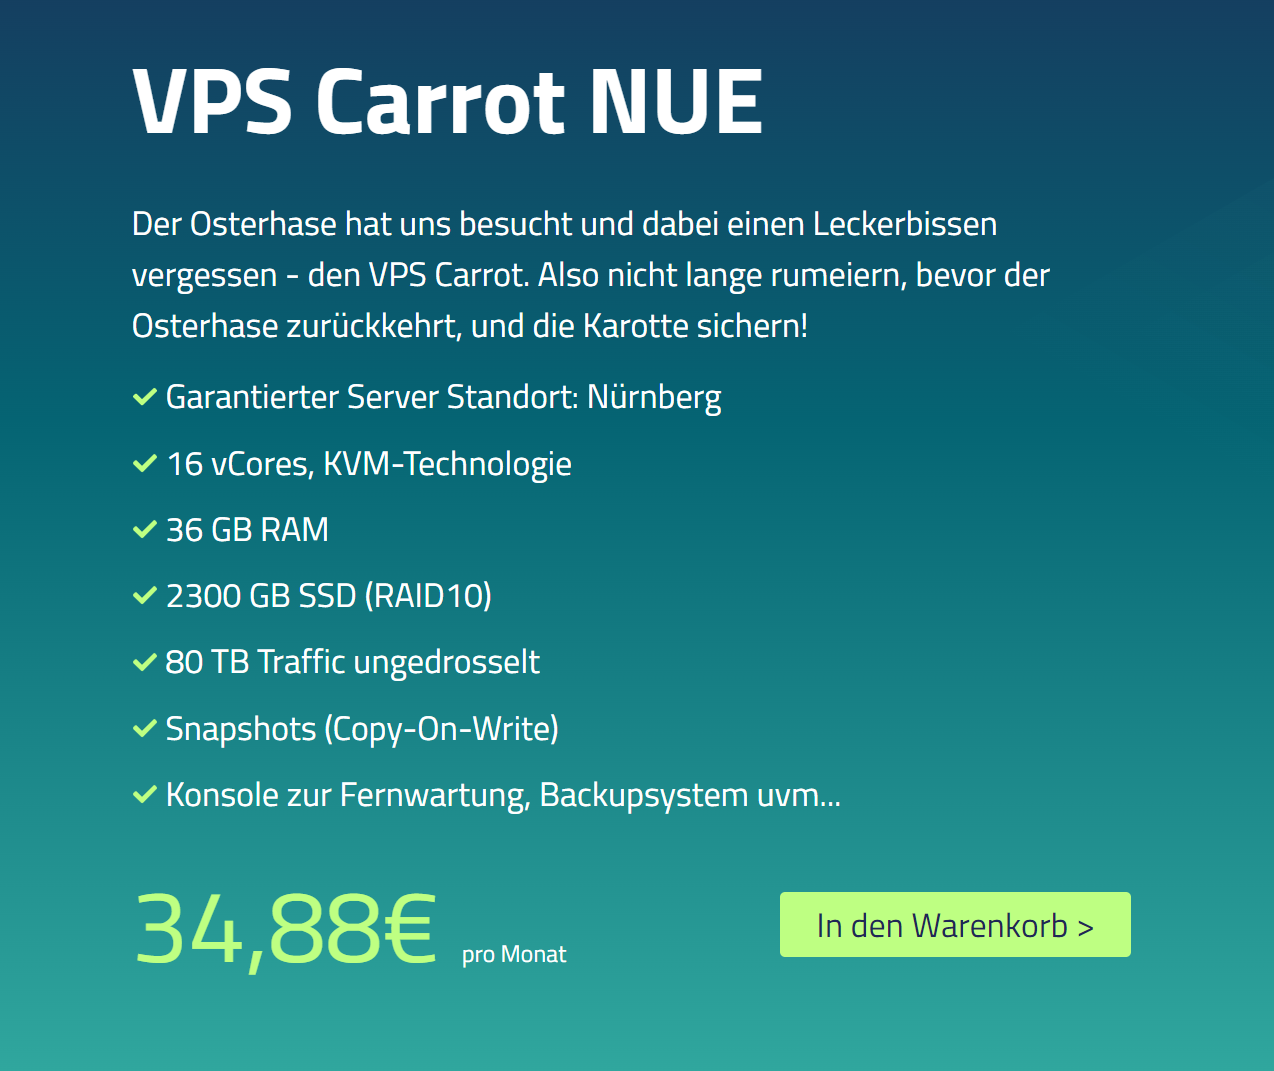 VPS Carrot NUE
Der Osterhase hat uns besucht und dabei einen Leckerbissen
vergessen - den VPS Carrot. Also nicht lange rumeiern, bevor der
Osterhase zurückkehrt, und die Karotte sichern!
Garantierter Server Standort: Nürnberg
16 vCores, KVM-Technologie
36 GB RAM
2300 GB SSD (RAID10)
80 TB Traffic ungedrosselt
Snapshots (Copy-On-Write)
Konsole zur Fernwartung, Backupsystem uvm...
34,88€ pro Monat
In den Warenkorb >